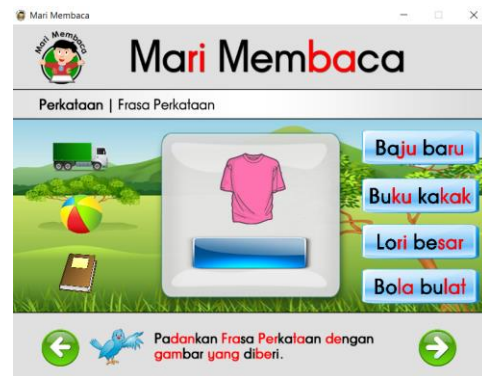 Mari Membaca
Mari Membaca
Mari Membaca
Perkataan | Frasa Perkataan
Baju baru
Buku kakak
Lori besar
Bola bulat
Padankan Frasa Perkataan dengan
gambar yang diberi.